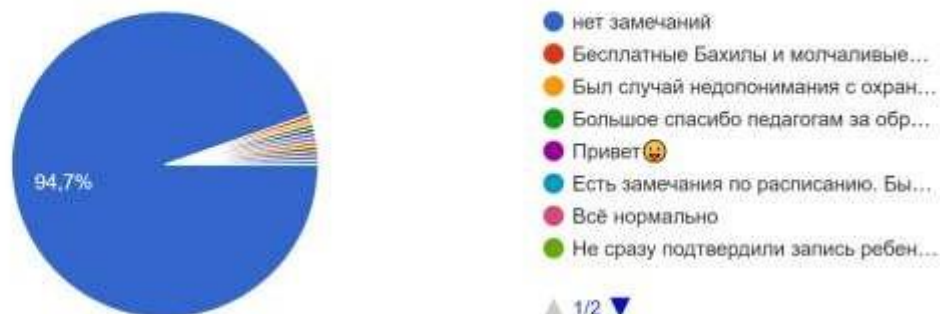 94,7%
нет замечаний
Бесплатные Бахилы и молчаливые…
Был случай недопонимания с охран…
Большое спасибо педагогам за обр…
Привет😛
Есть замечания по расписанию. Бы…
Всё нормально
Не сразу подтвердили запись ребен…
1/2